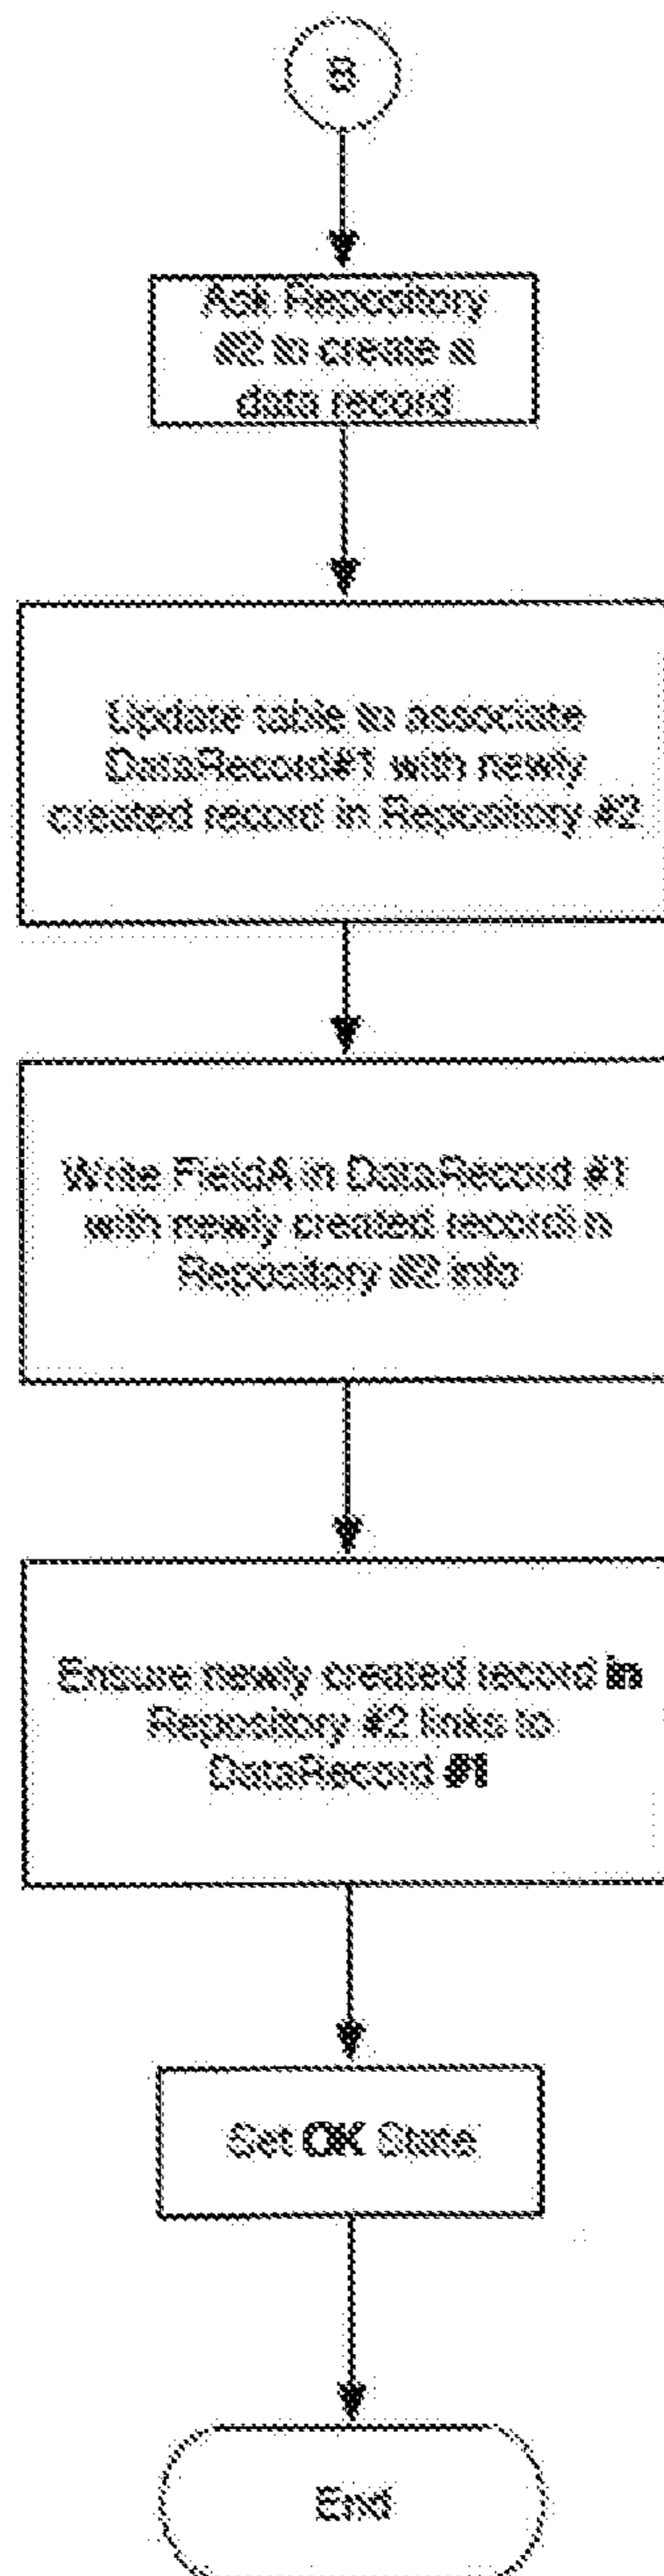 Ask Repository
#2 to create a
data record
Update table to associate
DataRecord#1 with newly
created record in Repository #2
Write FieldA in DataRecord #1
with newly created record in
Repository #2 info
Ensure newly created record in
Repository #2 links to
DataRecord #1
Set OK State
End